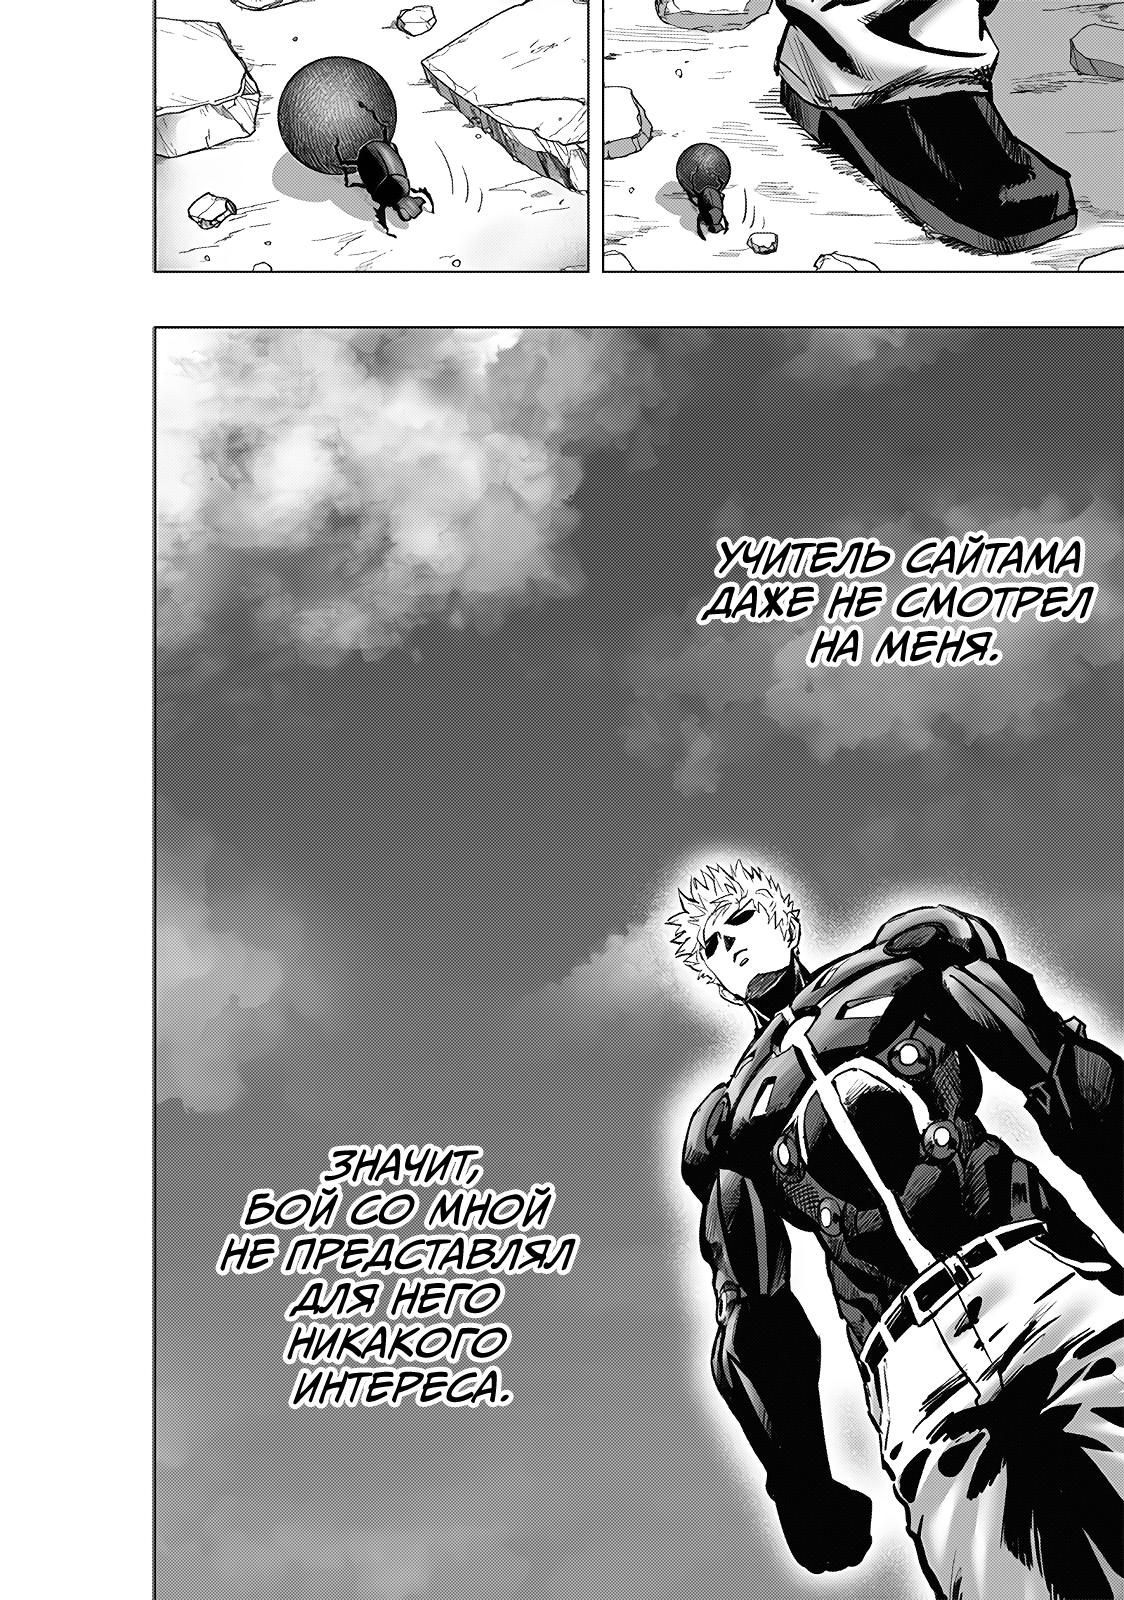 УЧИТЕЛЬ САЙТАМА
ДАЖЕ НЕ СМОТРЕЛ
НА МЕНЯ.
ЗНАЧИТ,
БОЙ СО МНОЙ
НЕ ПРЕДСТАВЛЯЛ
ДЛЯ НЕГО
НИКАКОГО
ИНТЕРЕСА.